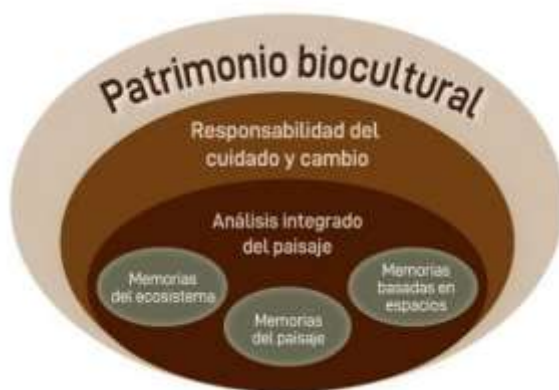 Patrimonio biocultural
Responsabilidad del
cuidado y cambio
Análisis integrado
del paisaje
Memorias
del ecosistema
Memorias
del paisaje
Memorias
basadas en
espacios